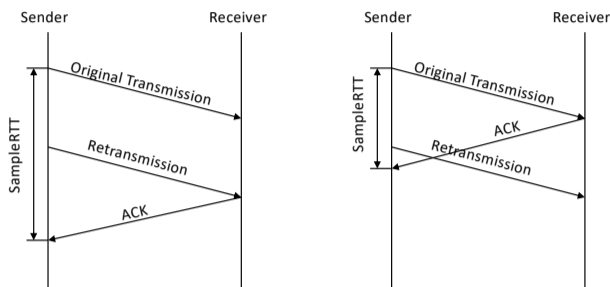 Sender
Receiver
Original Transmission
SampleRTT
Retransmission
ACK
Sender
Receiver
Original Transmission
SampleRTT
ACK
Retransmission